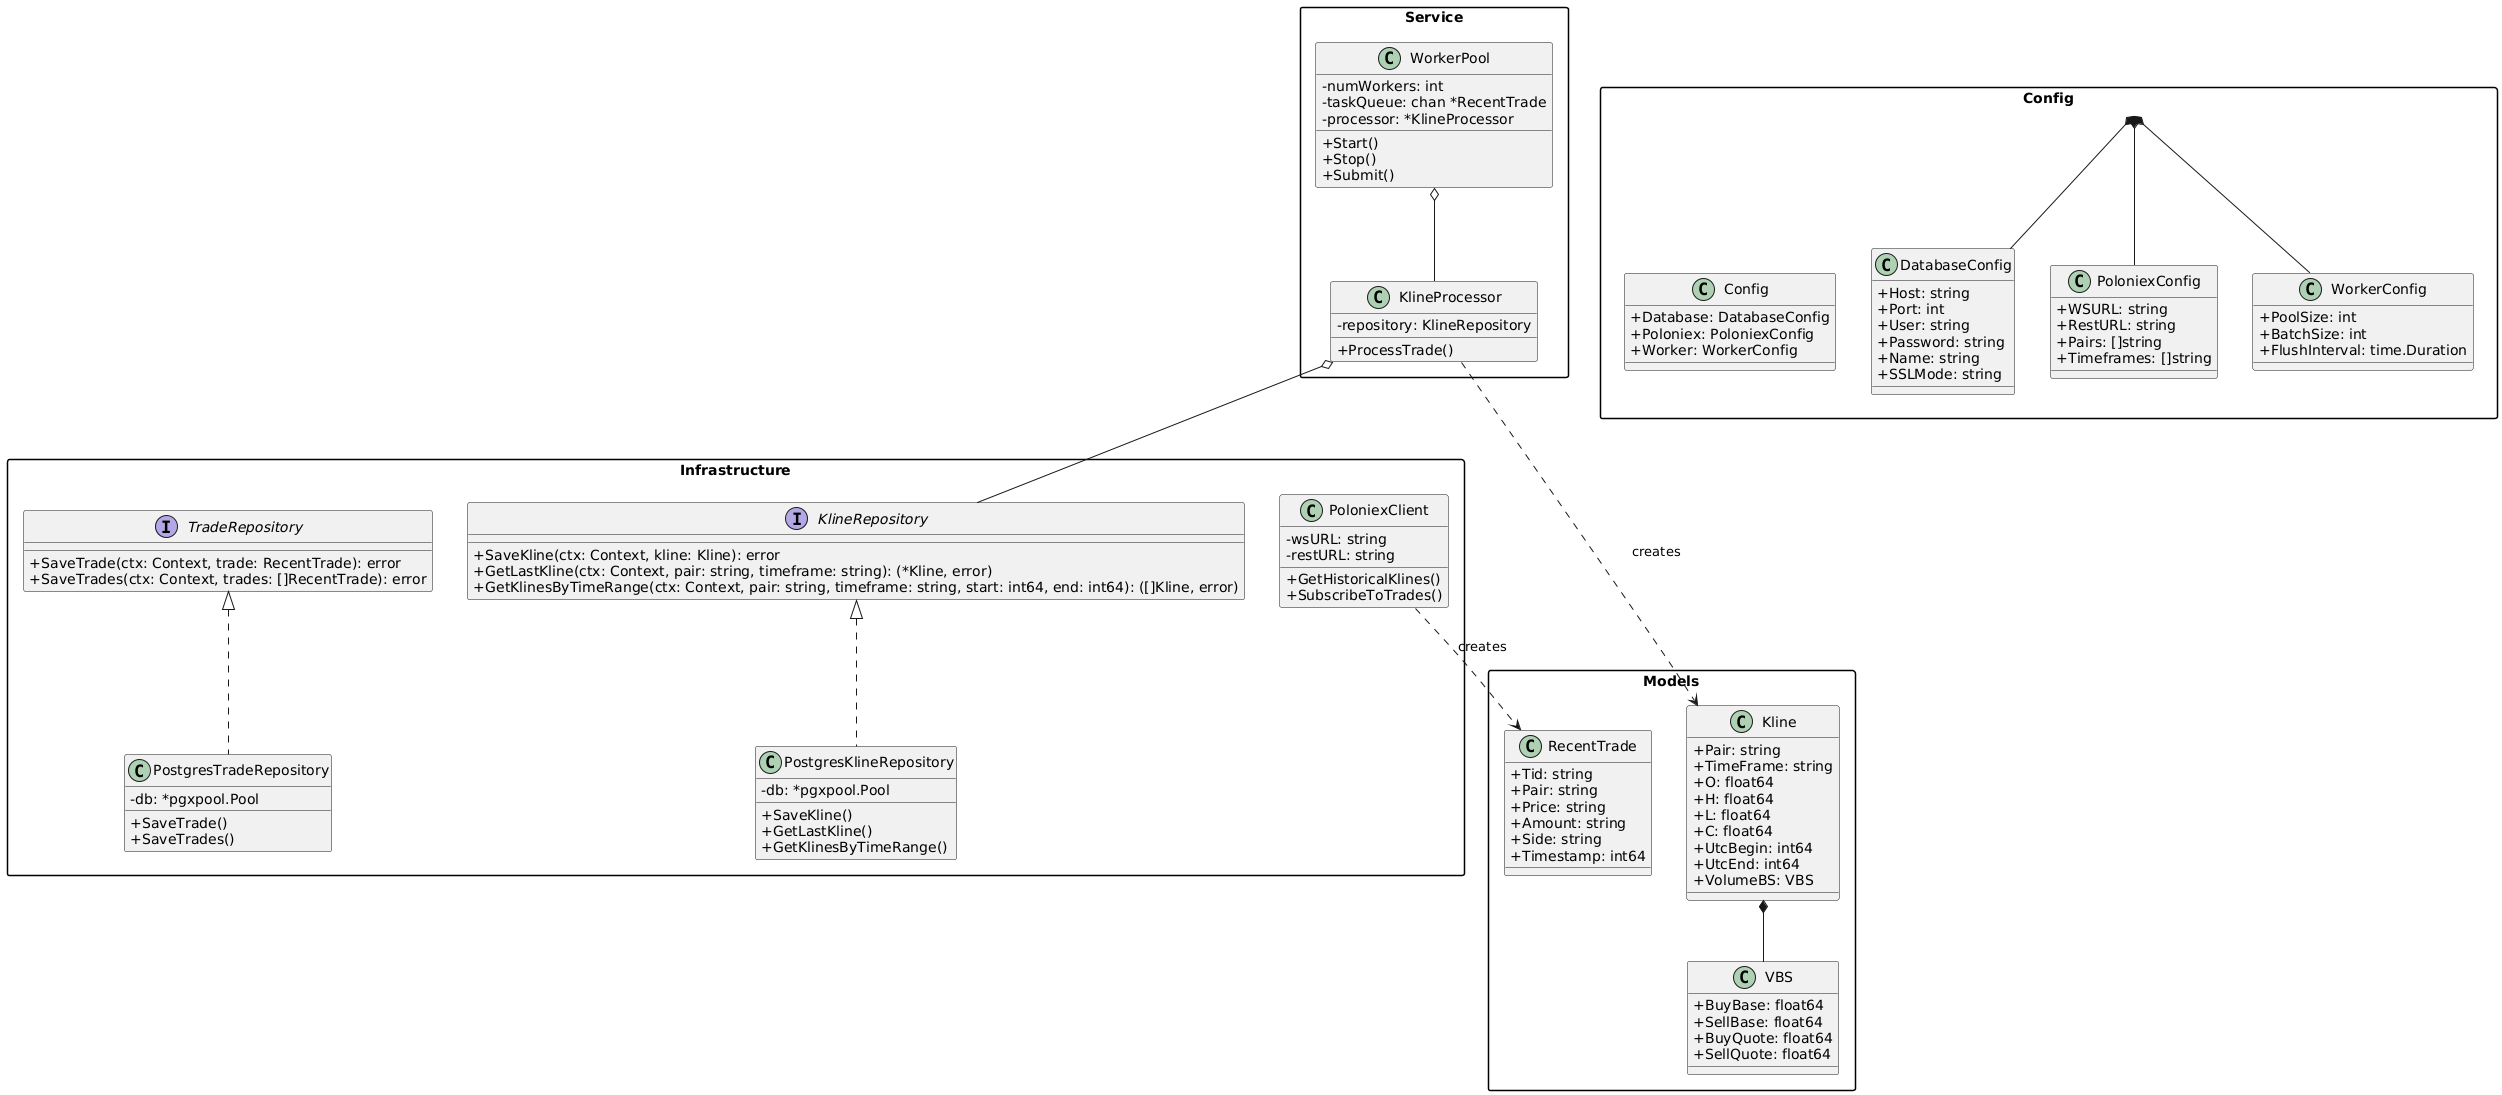 Service
C WorkerPool
-numWorkers: int
-taskQueue: chan *RecentTrade
-processor: *KlineProcessor
+Start()
+Stop()
+Submit()
C KlineProcessor
-repository: KlineRepository
+ProcessTrade()
Config
C Config
+Database: DatabaseConfig
+Poloniex: PoloniexConfig
+Worker: WorkerConfig
C DatabaseConfig
+Host: string
+Port: int
+User: string
+Password: string
+Name: string
+SSLMode: string
C PoloniexConfig
+WSURL: string
+RestURL: string
+Pairs: []string
+Timeframes: []string
C WorkerConfig
+PoolSize: int
+BatchSize: int
+FlushInterval: time.Duration
Infrastructure
I TradeRepository
+SaveTrade(ctx: Context, trade: RecentTrade): error
+SaveTrades(ctx: Context, trades: []RecentTrade): error
I KlineRepository
+SaveKline(ctx: Context, kline: Kline): error
+GetLastKline(ctx: Context, pair: string, timeframe: string): (*Kline, error)
+GetKlinesByTimeRange(ctx: Context, pair: string, timeframe: string, start: int64, end: int64): ([]Kline, error)
C PoloniexClient
-wsURL: string
-restURL: string
+GetHistoricalKlines()
+SubscribeToTrades()
creates
creates
C PostgresTradeRepository
-db: *pgxpool.Pool
+SaveTrade()
+SaveTrades()
C PostgresKlineRepository
-db: *pgxpool.Pool
+SaveKline()
+GetLastKline()
+GetKlinesByTimeRange()
Models
C RecentTrade
+Tid: string
+Pair: string
+Price: string
+Amount: string
+Side: string
+Timestamp: int64
C Kline
+Pair: string
+TimeFrame: string
+O: float64
+H: float64
+L: float64
+C: float64
+UtcBegin: int64
+UtcEnd: int64
+VolumeBS: VBS
C VBS
+BuyBase: float64
+SellBase: float64
+BuyQuote: float64
+SellQuote: float64